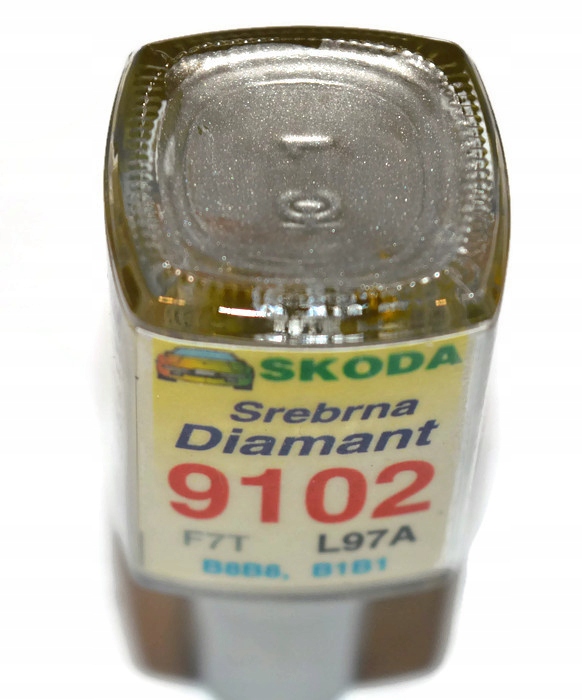 SKODA
Srebrna
Diamant
9102
F7T L97A
B8B8, B1B1